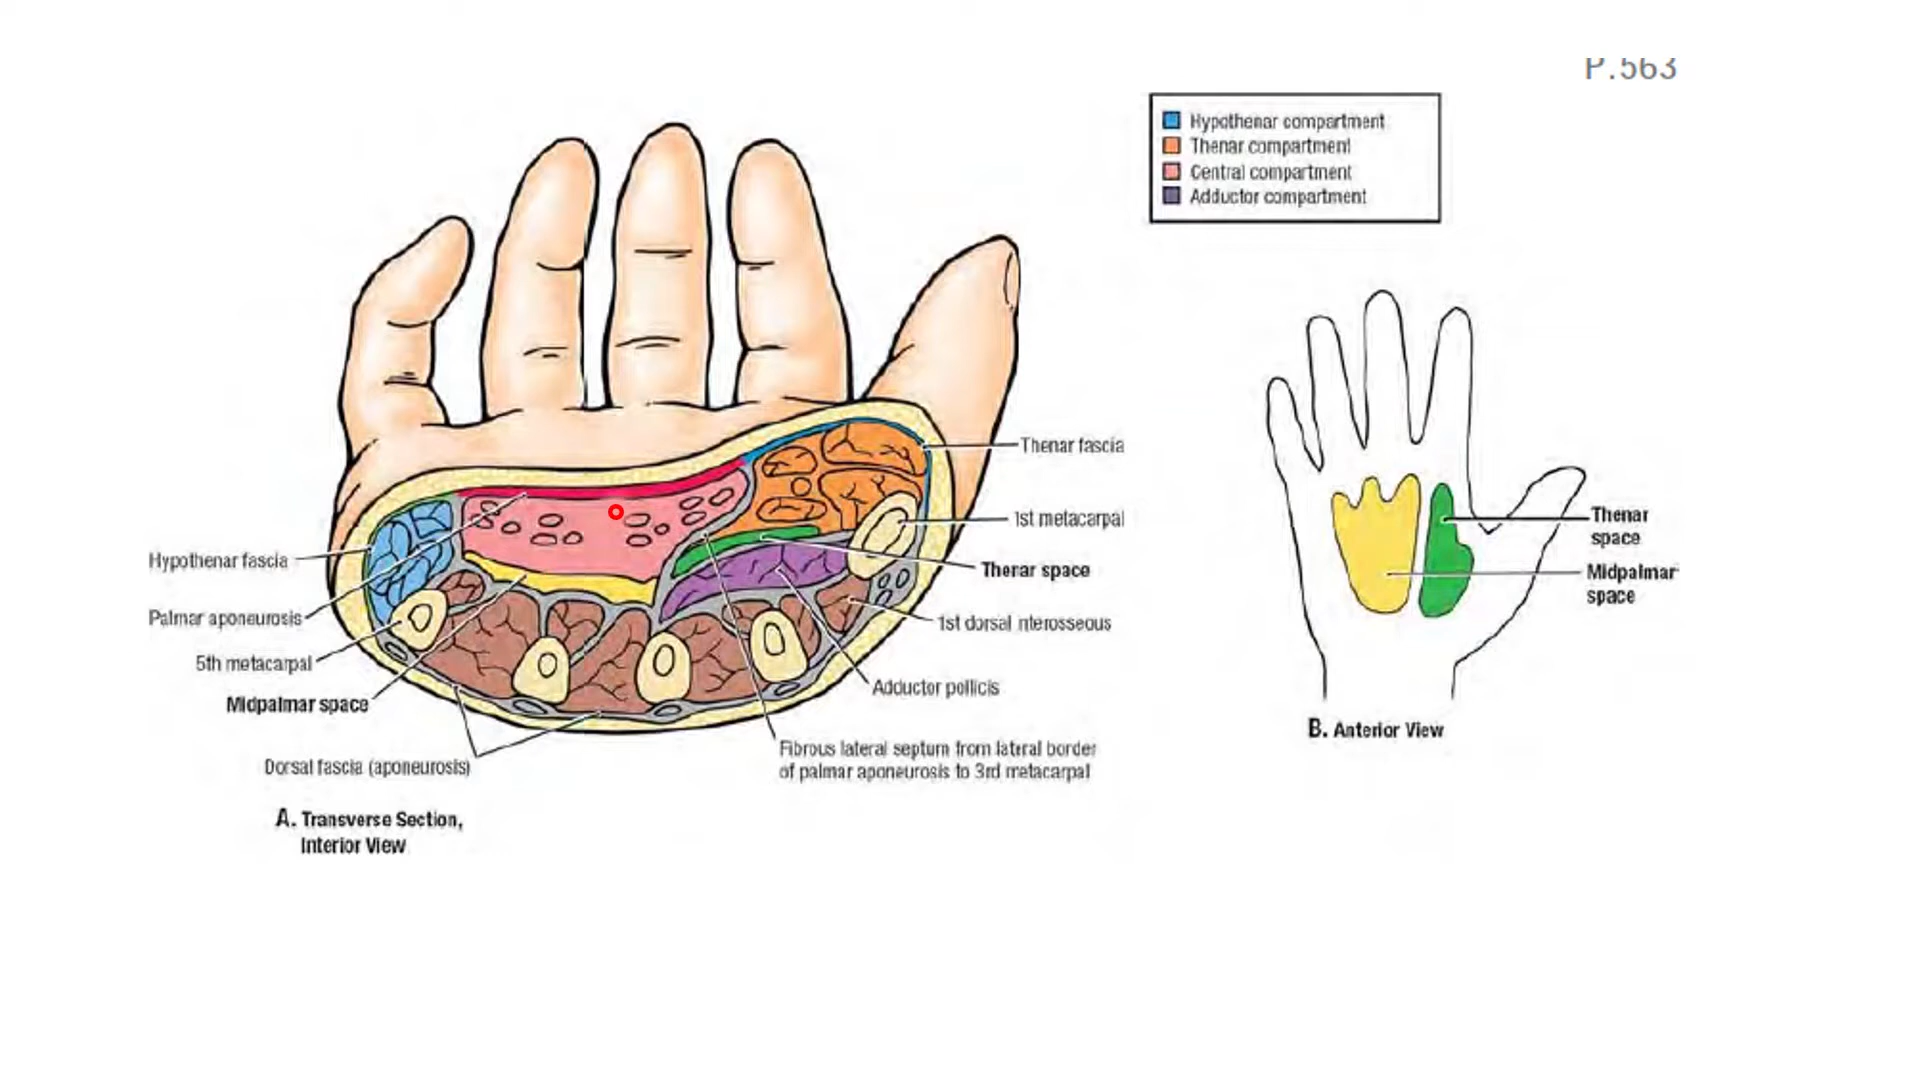 P.563
Hypothenar compartment
Thenar compartment
Central compartment
Adductor compartment
Thenar fascia
1st metacarpal
Thenar space
1st dorsal nterosseous
Adductor pollicis
Fibrous lateral septum from lateral border
of palmar aponeurosis to 3rd metacarpal
Hypothenar fascia
Palmar aponeurosis
5th metacarpal
Midpalmar space
Dorsal fascia (aponeurosis)
A. Transverse Section,
Interior View
Thenar
space
Midpalmar
space
B. Anterior View